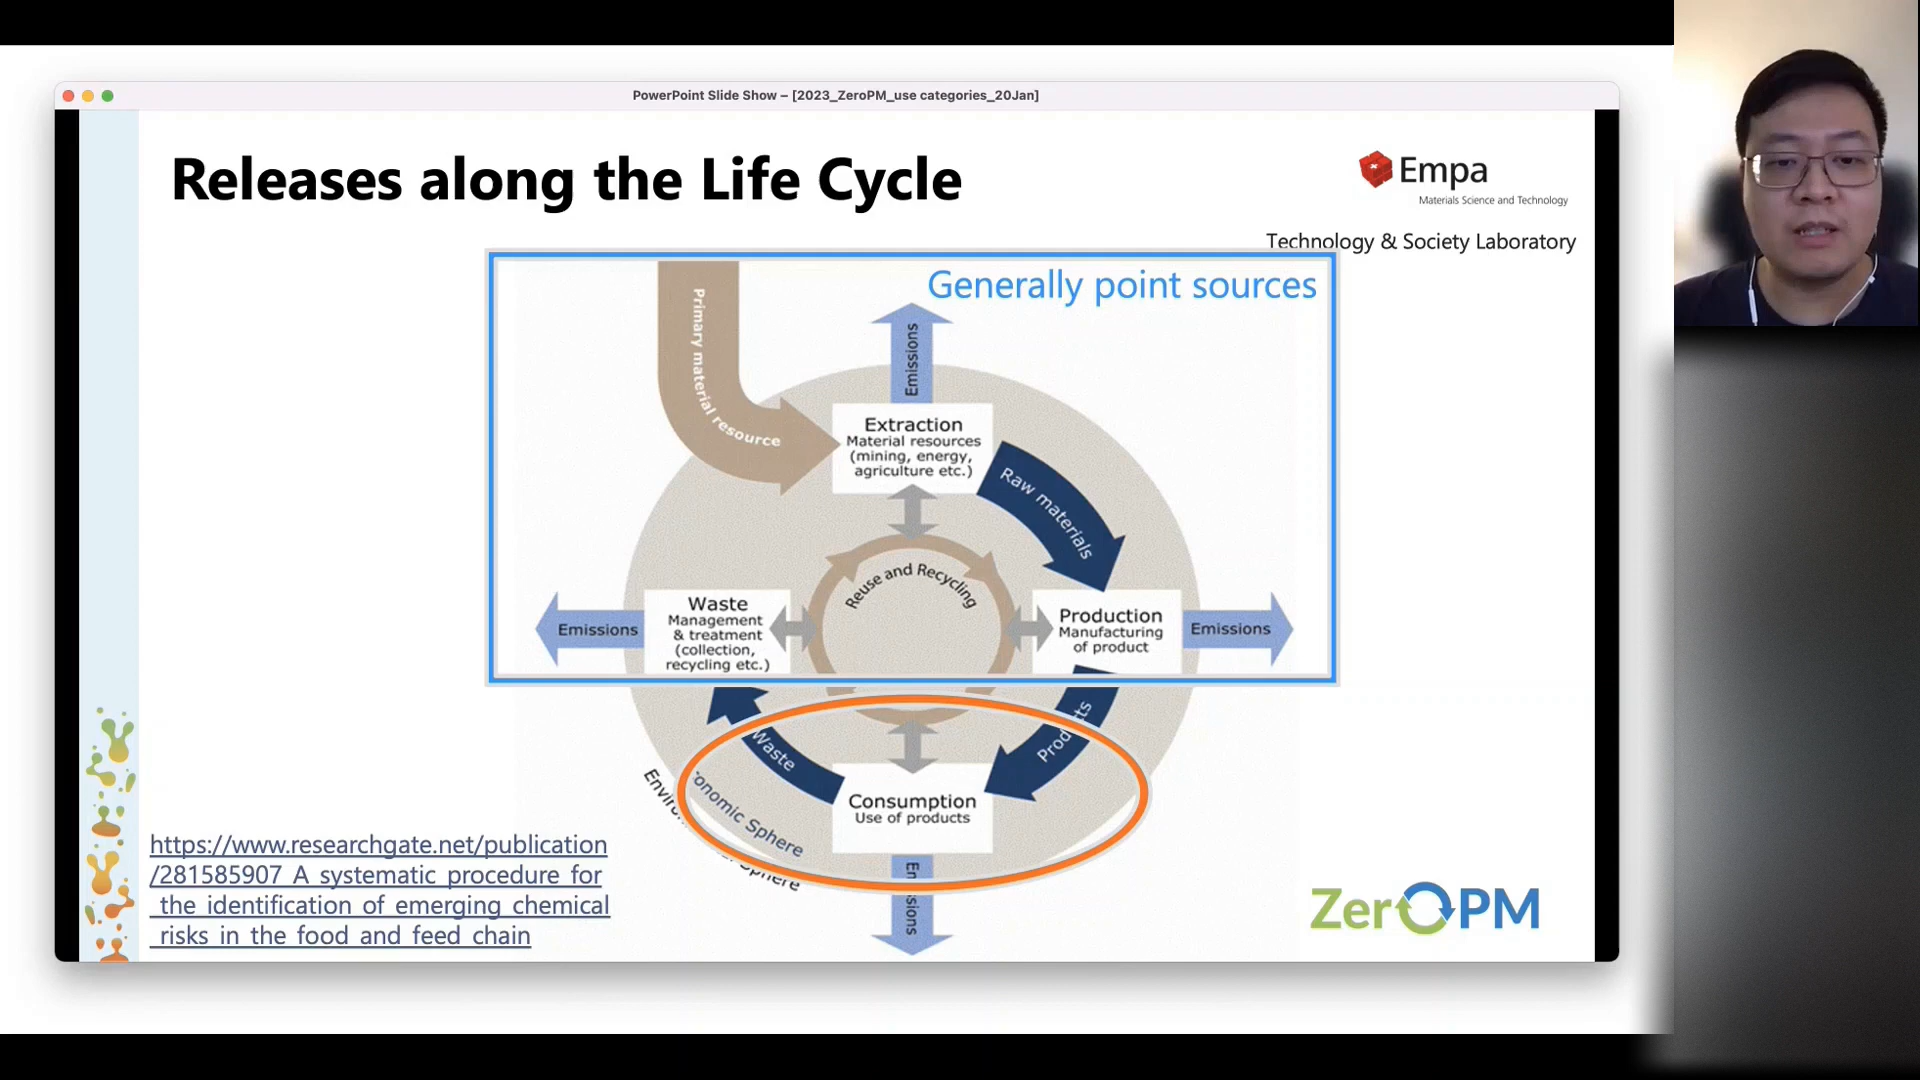 PowerPoint Slide Show – [2023_ZeroPM_use categories_20Jan]
Releases along the Life Cycle
Empa
Materials Science and Technology
Technology & Society Laboratory
Generally point sources
Primary material resource
Emissions
Extraction
Material resources
(mining, energy,
agriculture etc.)
Raw materials
Reuse and Recycling
Emissions
Waste
Management
& treatment
(collection,
recycling etc.)
Production
Manufacturing
of product
Emissions
Products
Waste
Consumption
Use of products
onomic Sphere
Enviro
Sphere
Emissions
https://www.researchgate.net/publication
/281585907_A_systematic_procedure_for
_the_identification_of_emerging_chemical
_risks_in_the_food_and_feed_chain
ZeroPM